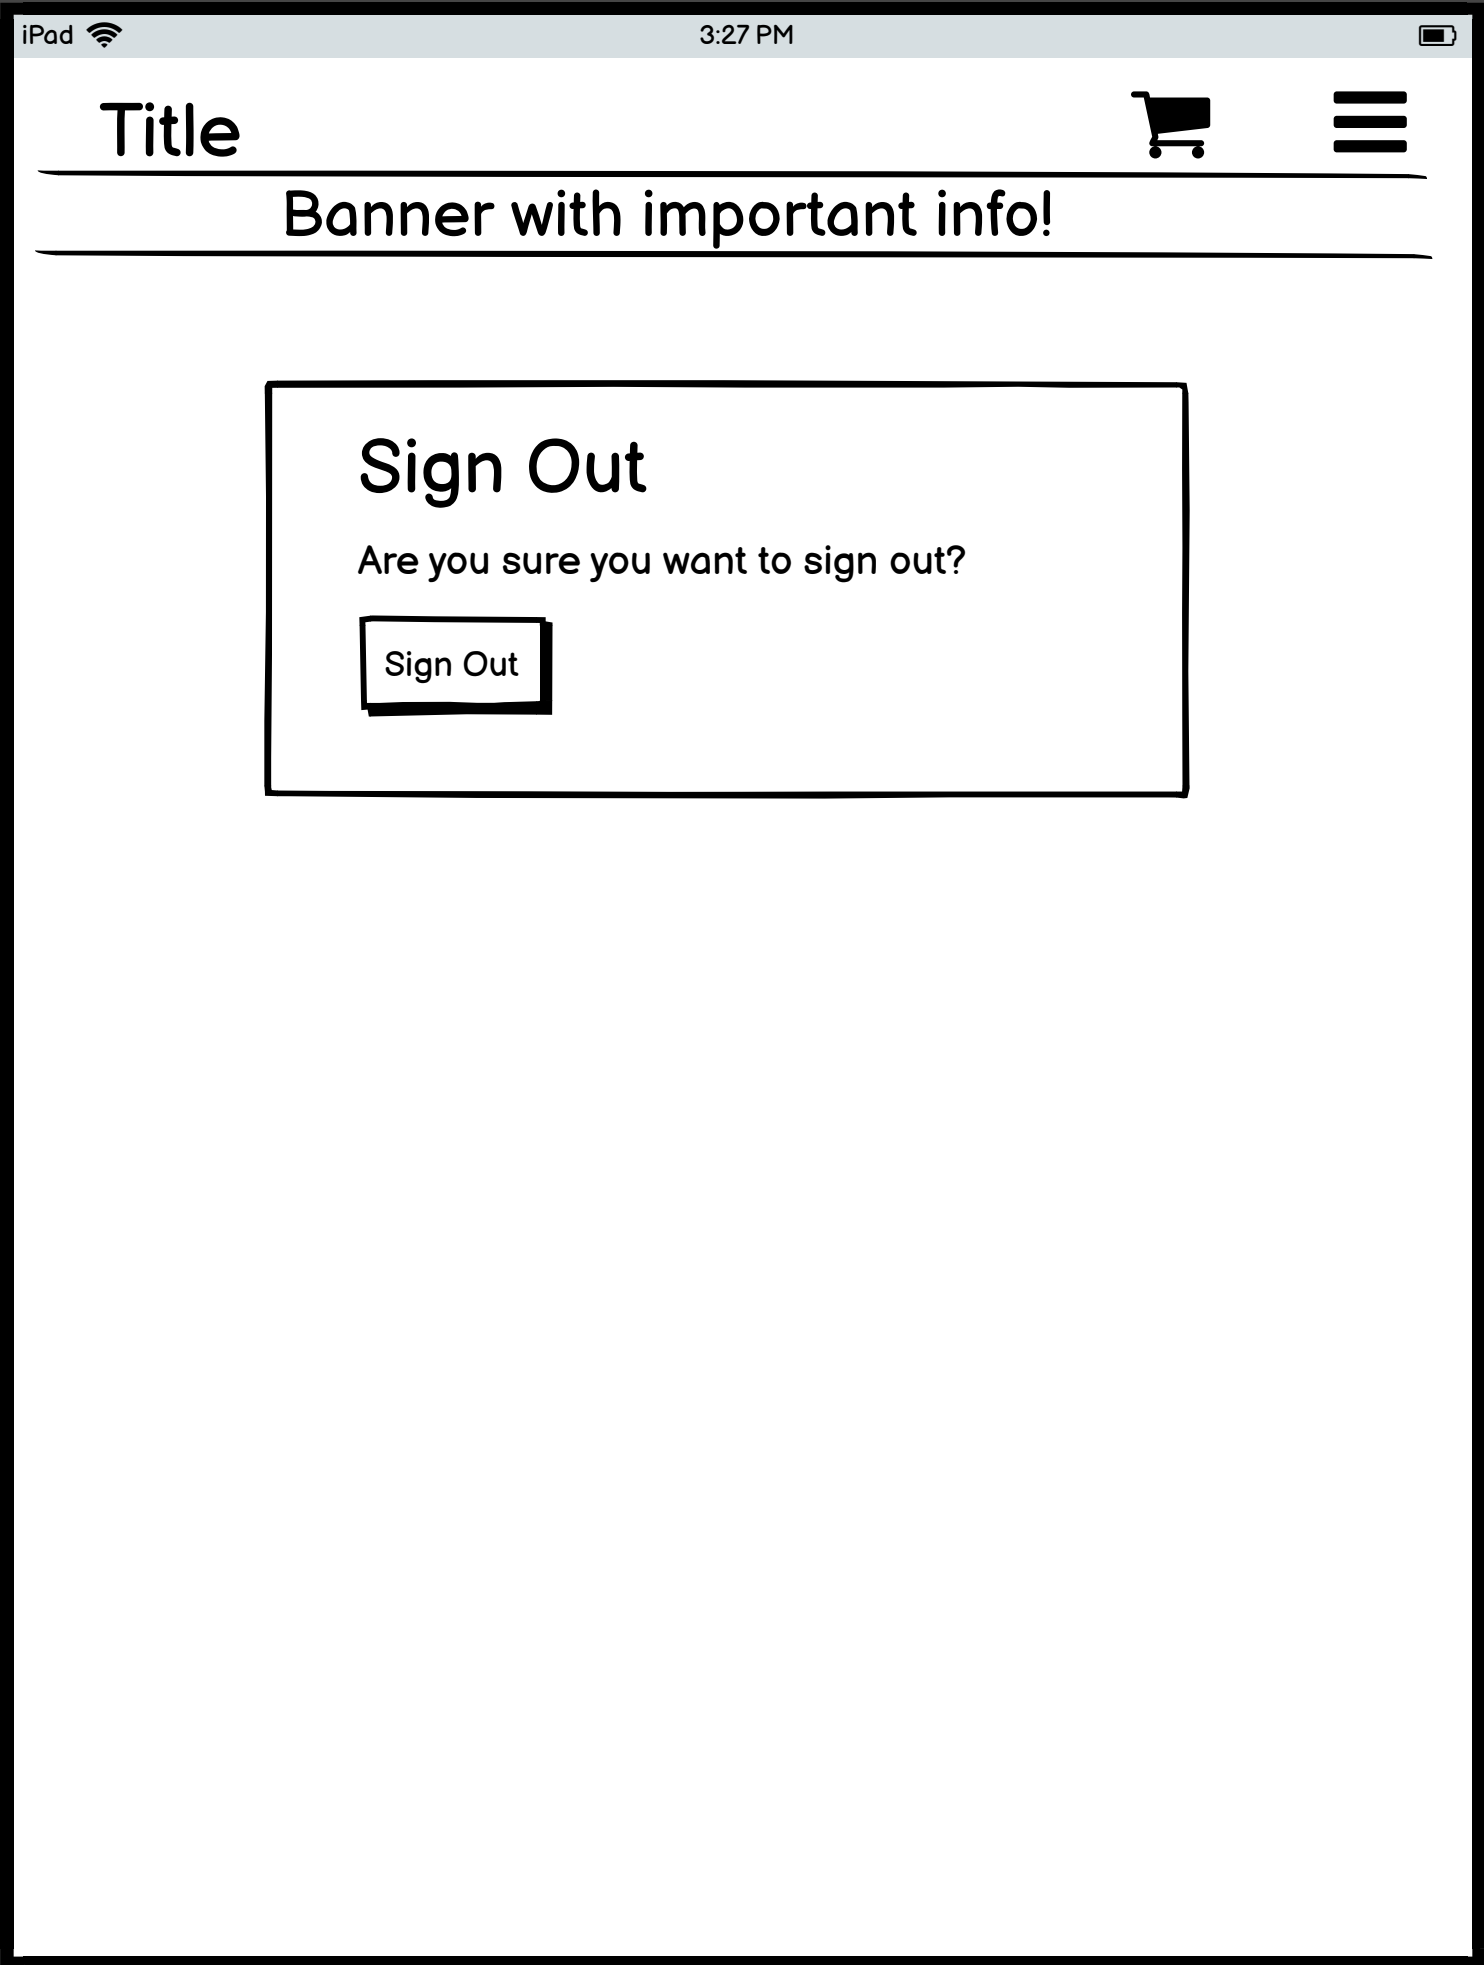 iPad 3:27 PM
Title
Banner with important info!
Sign Out
Are you sure you want to sign out?
Sign Out